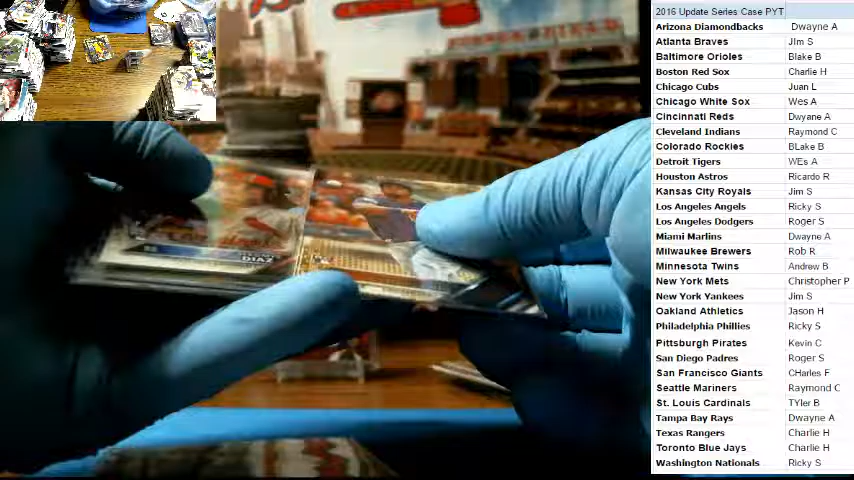 2016 Update Series Case PYT
Arizona Diamondbacks Dwayne A
Atlanta Braves JIm S
Baltimore Orioles Blake B
Boston Red Sox Charlie H
Chicago Cubs Juan L
Chicago White Sox Wes A
Cincinnati Reds Dwyane A
Cleveland Indians Raymond C
Colorado Rockies BLake B
Detroit Tigers WEs A
Houston Astros Ricardo R
Kansas City Royals Jim S
Los Angeles Angels Ricky S
Los Angeles Dodgers Roger S
Miami Marlins Dwayne A
Milwaukee Brewers Rob R
Minnesota Twins Andrew B
New York Mets Christopher P
New York Yankees Jim S
Oakland Athletics Jason H
Philadelphia Phillies Ricky S
Pittsburgh Pirates Kevin C
San Diego Padres Roger S
San Francisco Giants CHarles F
Seattle Mariners Raymond C
St. Louis Cardinals TYler B
Tampa Bay Rays Dwayne A
Texas Rangers Charlie H
Toronto Blue Jays Charlie H
Washington Nationals Ricky S
DIAZ